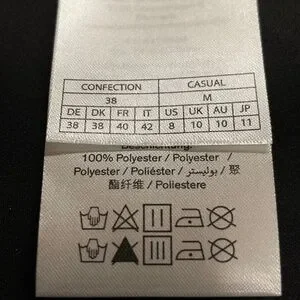 CONFECTION CASUAL
38 M
DE DK FR IT US UK AU JP
38 38 40 42 8 10 10 11
Beschichtung:
100% Polyester / Polyester /
Polyester / Poliéster / بوليستر / 聚
酯纤维 / Poliestere